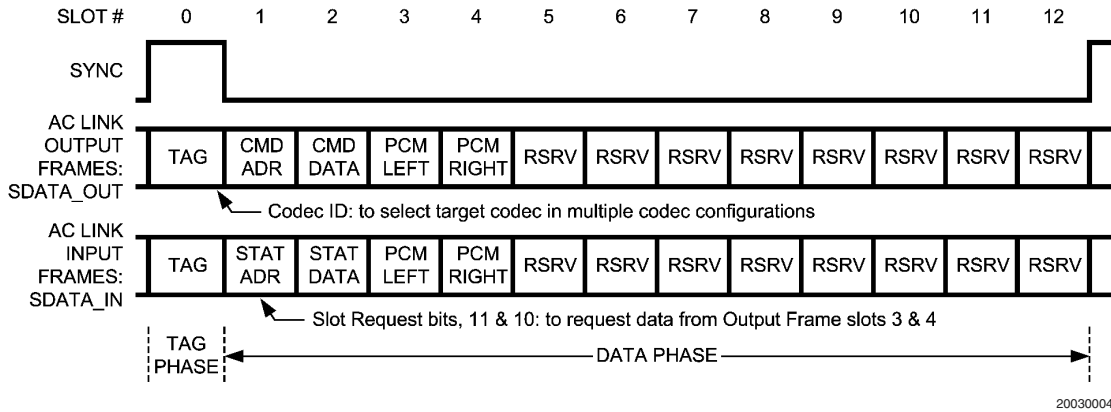 SLOT # 0 1 2 3 4 5 6 7 8 9 10 11 12
SYNC
AC LINK
OUTPUT
FRAMES:
SDATA_OUT
TAG CMD ADR CMD DATA PCM LEFT PCM RIGHT RSRV RSRV RSRV RSRV RSRV RSRV RSRV RSRV
Codec ID: to select target codec in multiple codec configurations
AC LINK
INPUT
FRAMES:
SDATA_IN
TAG STAT ADR STAT DATA PCM LEFT PCM RIGHT RSRV RSRV RSRV RSRV RSRV RSRV RSRV RSRV
Slot Request bits, 11 & 10: to request data from Output Frame slots 3 & 4
TAG
PHASE
DATA PHASE
20030004